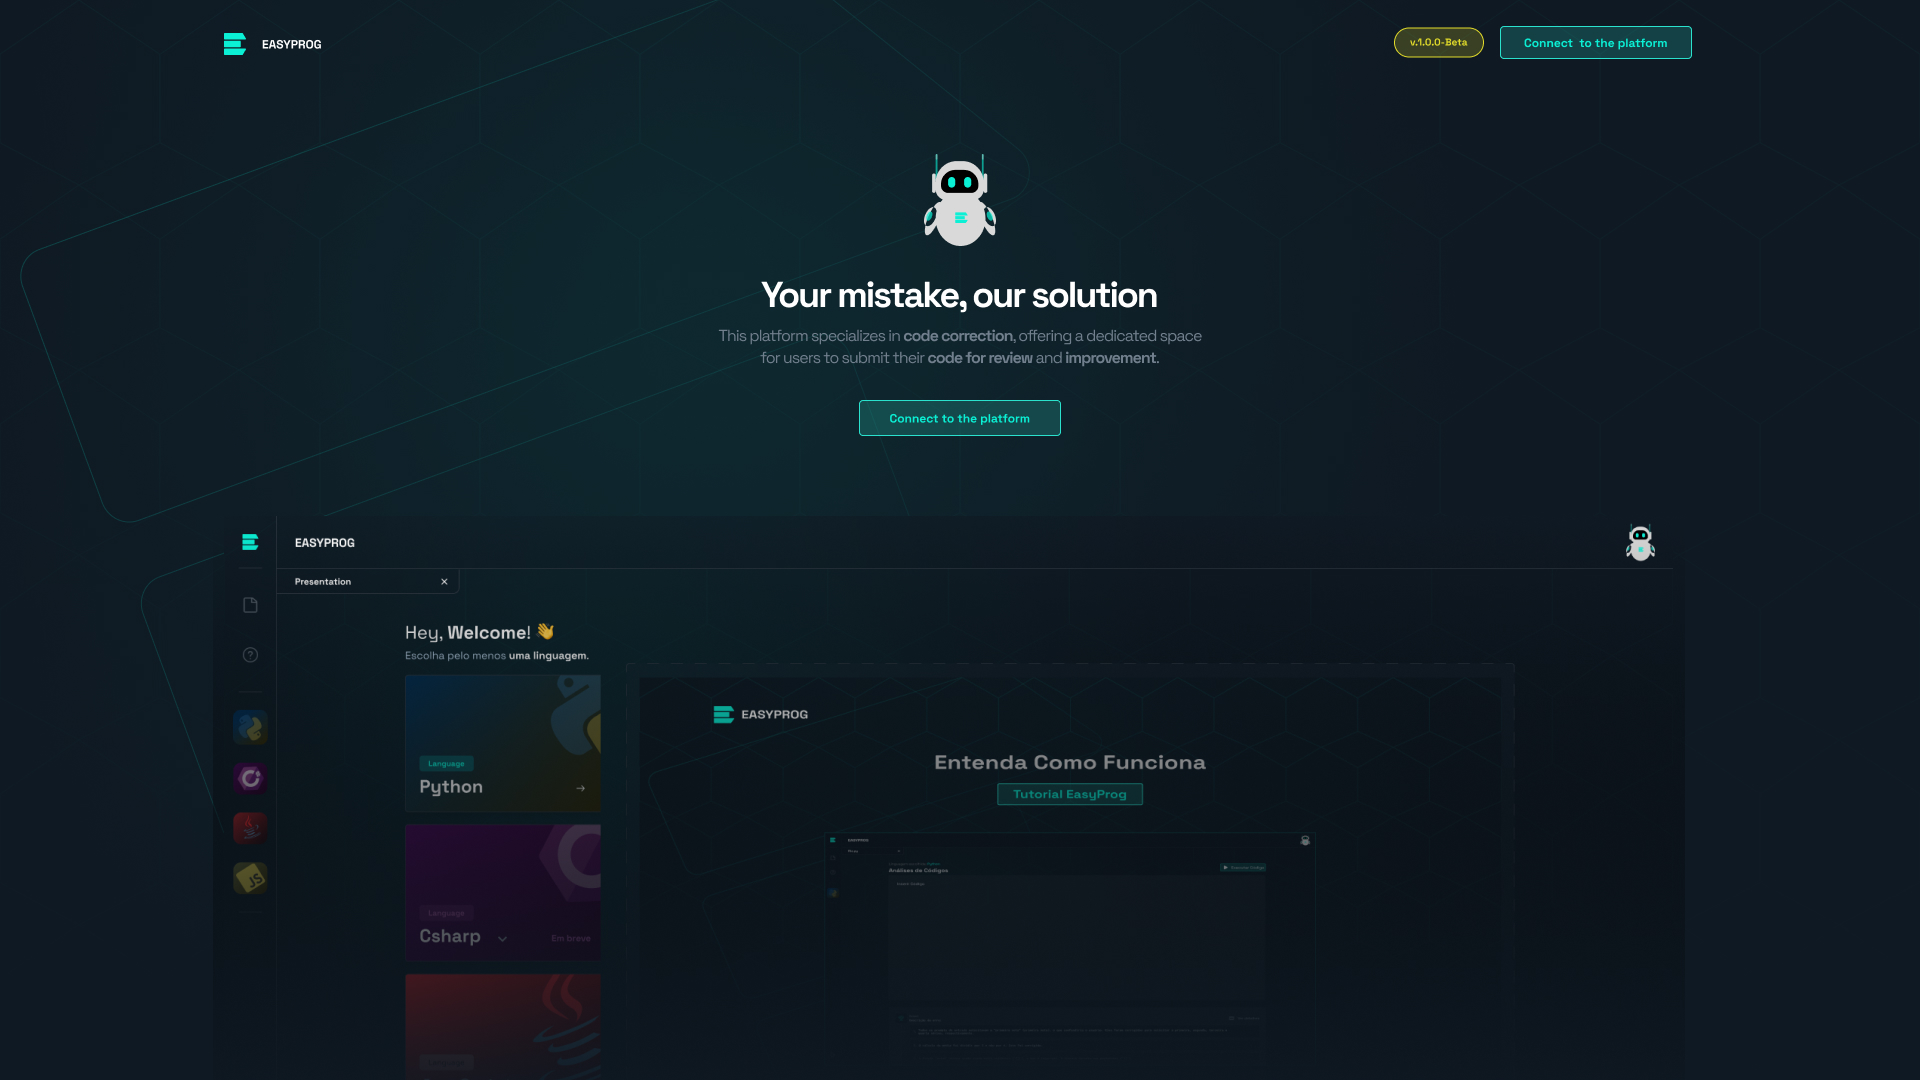 EASYPROG
v.1.0.0-Beta
Connect to the platform
Your mistake, our solution
This platform specializes in code correction, offering a dedicated space
for users to submit their code for review and improvement.
Connect to the platform
EASYPROG
Presentation
Hey, Welcome! 👋
Escolha pelo menos uma linguagem.
Language
Python
Language
Csharp
Em breve
Language
JS
EASYPROG
Entenda Como Funciona
Tutorial EasyProg
EASYPROG
Análises de Códigos